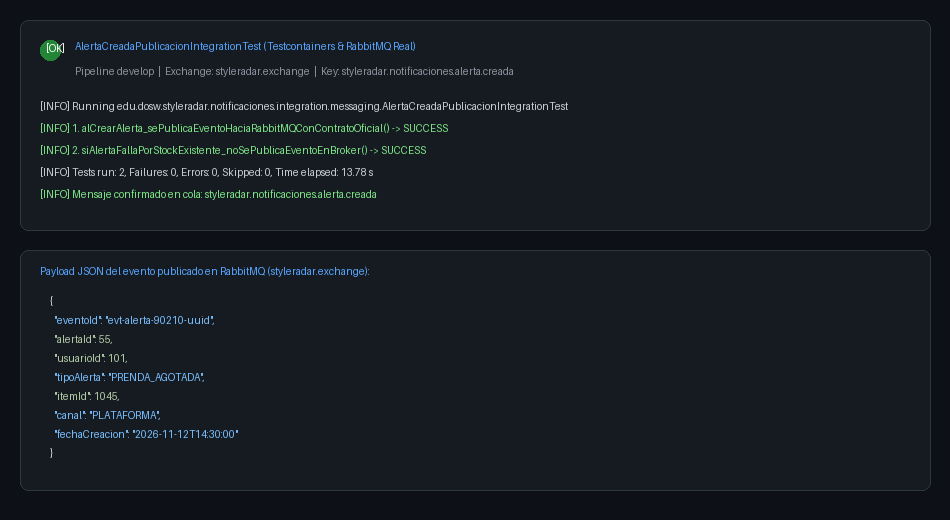 [OK]
AlertaCreadaPublicacionIntegrationTest (Testcontainers & RabbitMQ Real)
Pipeline develop | Exchange: styleradar.exchange | Key: styleradar.notificaciones.alerta.creada
[INFO] Running edu.dosw.styleradar.notificaciones.integration.messaging.AlertaCreadaPublicacionIntegrationTest
[INFO] 1. alCrearAlerta_sePublicaEventoHaciaRabbitMQConContratoOficial() -> SUCCESS
[INFO] 2. siAlertaFallaPorStockExistente_noSePublicaEventoEnBroker() -> SUCCESS
[INFO] Tests run: 2, Failures: 0, Errors: 0, Skipped: 0, Time elapsed: 13.78 s
[INFO] Mensaje confirmado en cola: styleradar.notificaciones.alerta.creada
Payload JSON del evento publicado en RabbitMQ (styleradar.exchange):
{
"eventoId": "evt-alerta-90210-uuid",
"alertaId": 55,
"usuarioId": 101,
"tipoAlerta": "PRENDA_AGOTADA",
"itemId": 1045,
"canal": "PLATAFORMA",
"fechaCreacion": "2026-11-12T14:30:00"
}